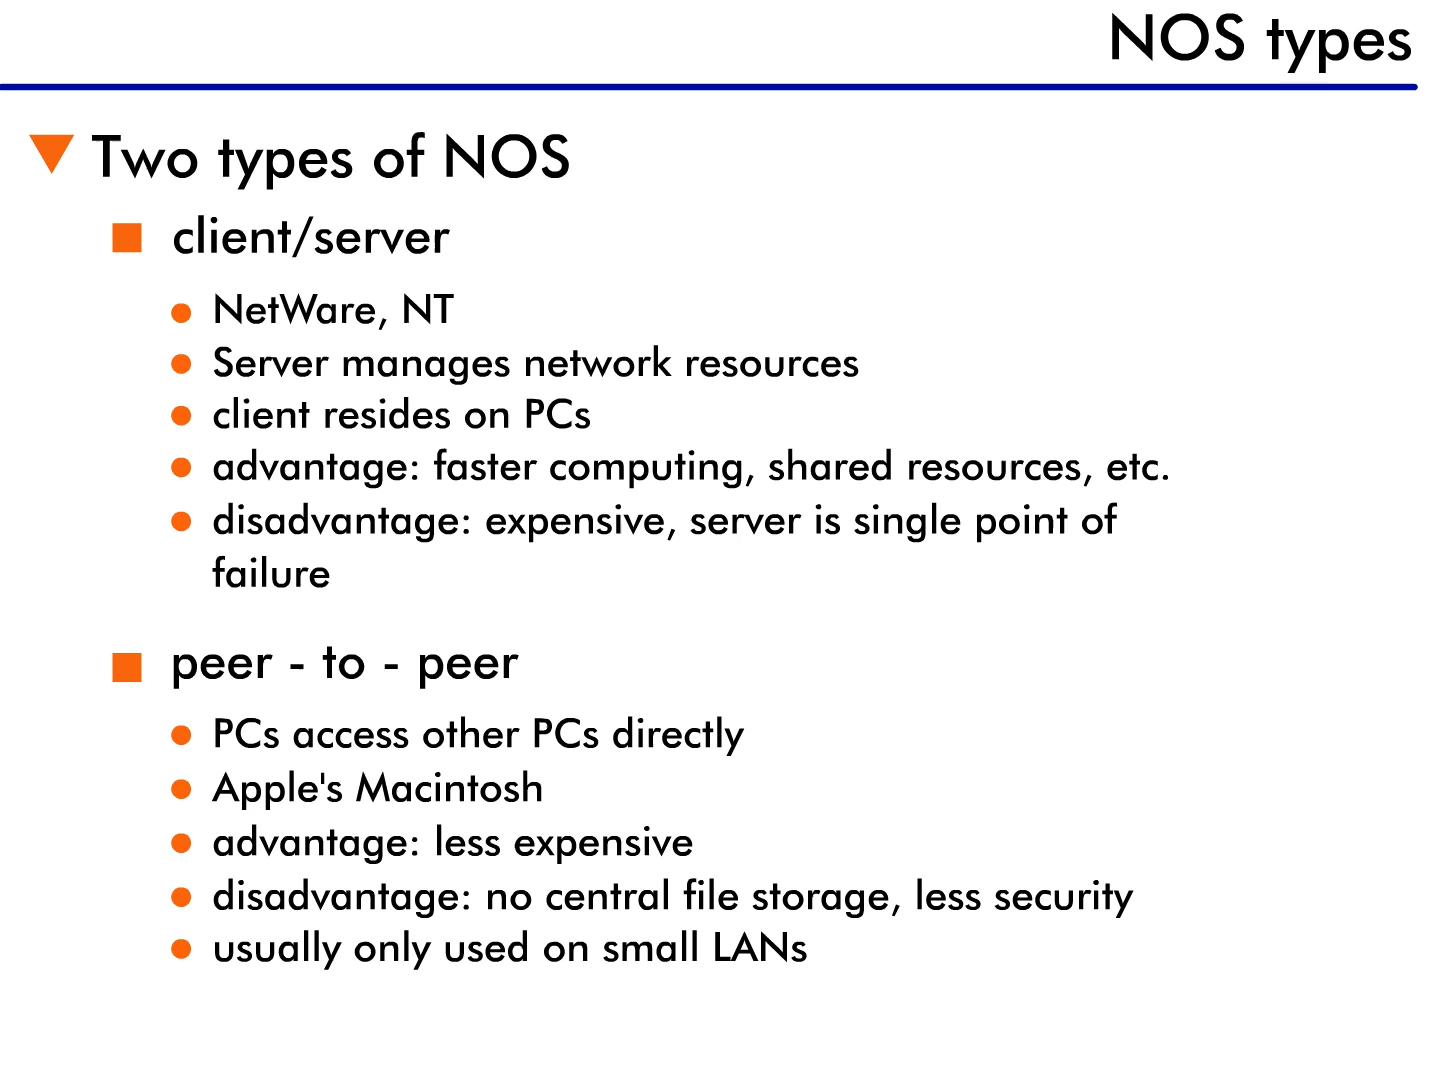 NOS types
Two types of NOS
client/server
NetWare, NT
Server manages network resources
client resides on PCs
advantage: faster computing, shared resources, etc.
disadvantage: expensive, server is single point of
failure
peer - to - peer
PCs access other PCs directly
Apple's Macintosh
advantage: less expensive
disadvantage: no central file storage, less security
usually only used on small LANs